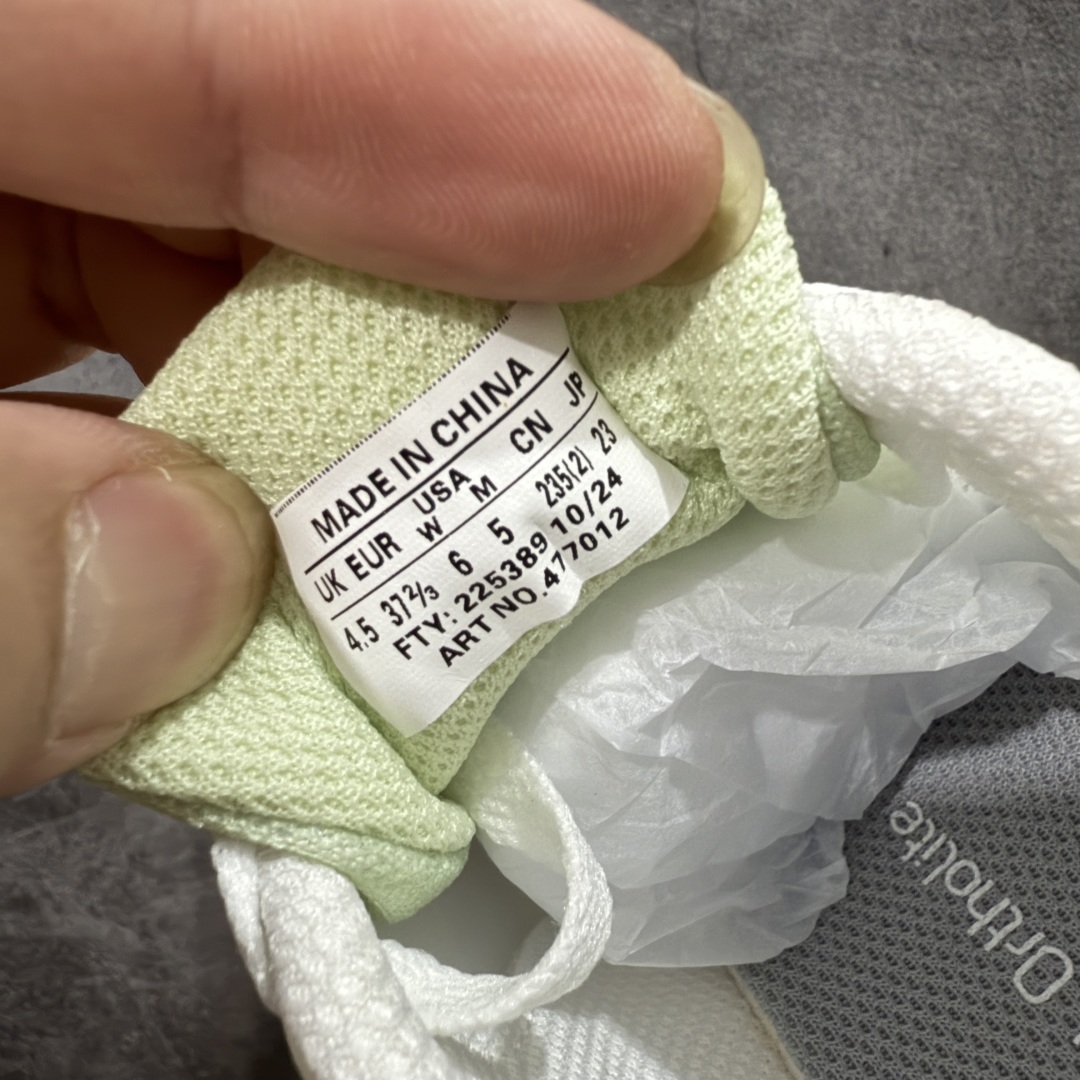 MADE IN CHINA
UK EUR USA CN JP
W M
4.5 37⅔ 6 5 235(2) 23
FTY: 225389 10/24
ART NO.477012
Ortholite